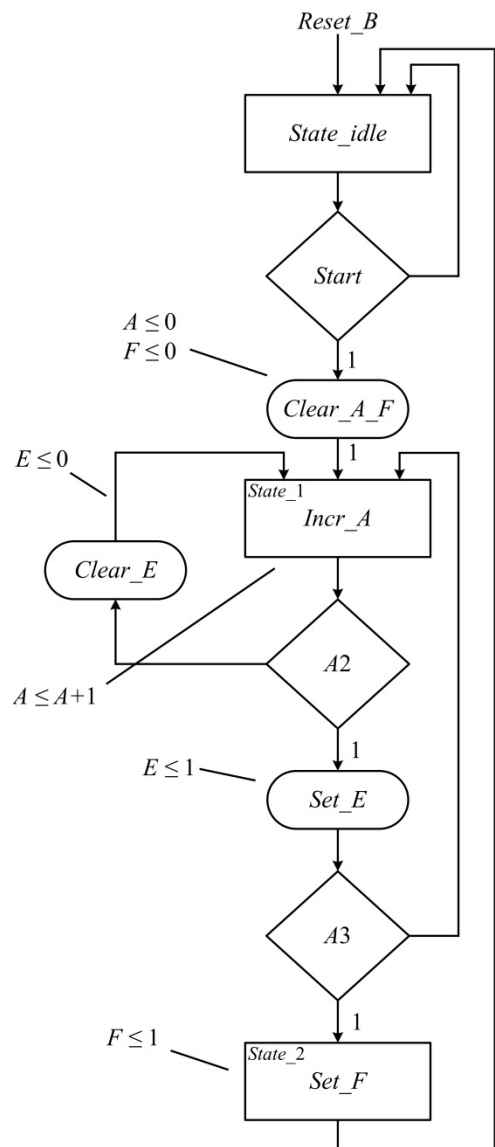 Reset_B
State_idle
Start
A ≤ 0
F ≤ 0
1
Clear_A_F
1
E ≤ 0
State_1
Incr_A
Clear_E
A2
A ≤ A+1
1
E ≤ 1
Set_E
A3
1
F ≤ 1
State_2
Set_F